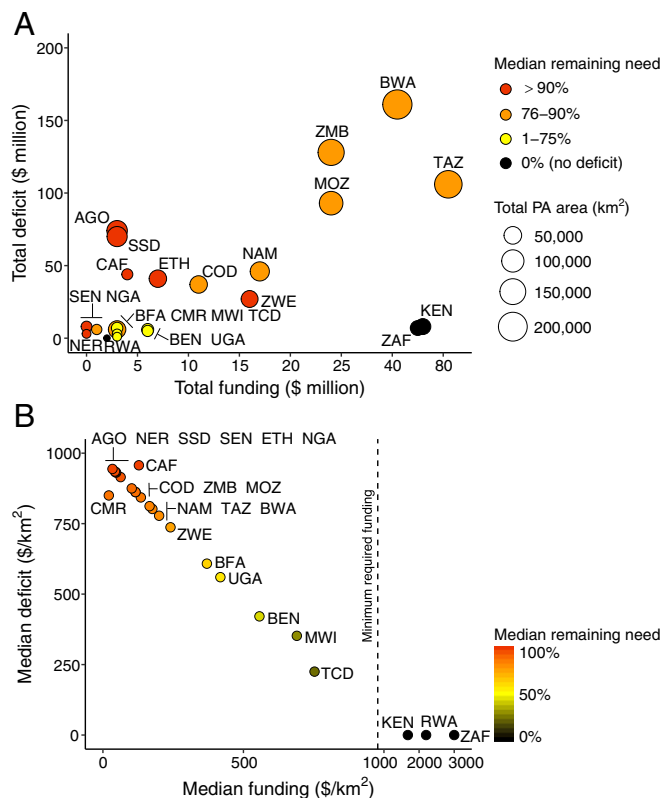 A
200
150
100
50
0
Total deficit ($ million)
BWA
ZMB
TAZ
MOZ
AGO
SSD
CAF
ETH
COD
NAM
ZWE
SEN NGA
BFA CMR MWI TCD
BEN UGA
NER
RWA
KEN
ZAF
0 5 10 15 20 25 40 80
Total funding ($ million)
Median remaining need
> 90%
76–90%
1–75%
0% (no deficit)
Total PA area (km²)
50,000
100,000
150,000
200,000
B
1000
750
500
250
0
Median deficit ($/km²)
AGO NER SSD SEN ETH NGA
CAF
CMR
COD ZMB MOZ
NAM TAZ BWA
ZWE
BFA
UGA
BEN
MWI
TCD
Minimum required funding
KEN RWA
ZAF
0 500 1000 2000 3000
Median funding ($/km²)
Median remaining need
100%
50%
0%